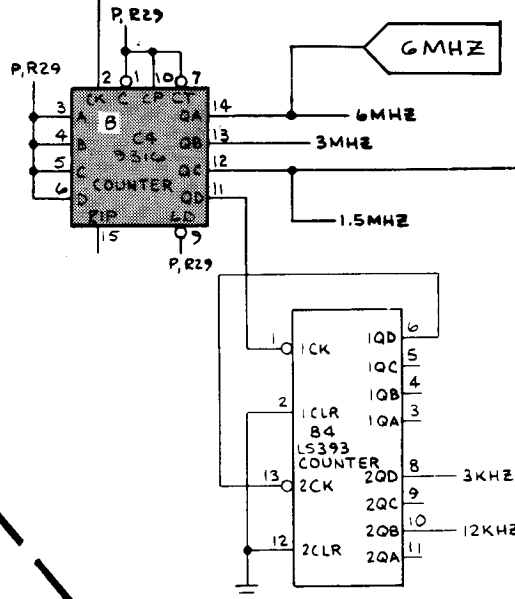 P, R29
P, R29
2 1 10 7
CK C CP CT
3 A QA 14
B
6MHZ
6MHZ
4 B C4 QB 13
3MHZ
9316
5 C QC 12
COUNTER
6 D QD 11
1.5MHZ
RIP LD
15 9
P, R29
1QD 6
1 1CK
1QC 5
1QB 4
2 1CLR
1QA 3
B4
LS393
COUNTER
2QD 8 3KHZ
13 2CK
2QC 9
2QB 10 12KHZ
12 2CLR
2QA 11